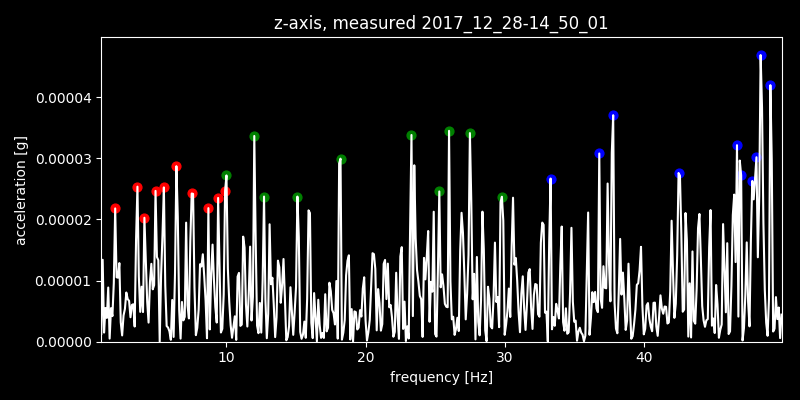 z-axis, measured 2017_12_28-14_50_01
acceleration [g]
0.00004
0.00003
0.00002
0.00001
0.00000
10 20 30 40
frequency [Hz]